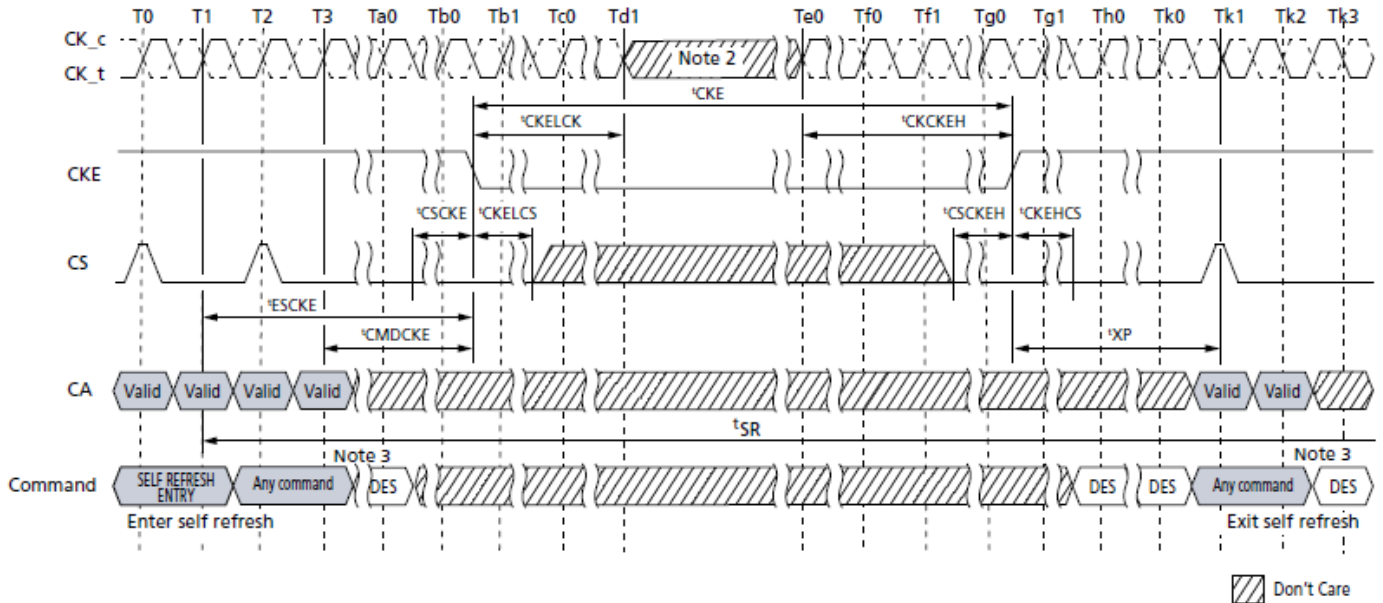 T0 T1 T2 T3 Ta0 Tb0 Tb1 Tc0 Td1 Te0 Tf0 Tf1 Tg0 Tg1 Th0 Tk0 Tk1 Tk2 Tk3
CK_c
CK_t
Note 2
tCKE
tCKELCK tCKCKEH
CKE
tCSCKE tCKELCS tCSCKEH tCKEHCS
CS
tESCKE
tCMDCKE tXP
CA Valid Valid Valid Valid Valid Valid
tSR
Note 3 Note 3
Command SELF REFRESH ENTRY Any command DES DES DES Any command DES
Enter self refresh Exit self refresh
Don't Care